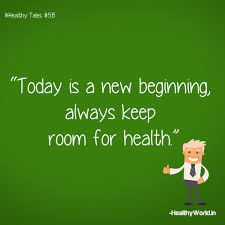 #Healthy Tales #58
"Today is a new beginning,
always keep
room for health."
-HealthyWorld.in